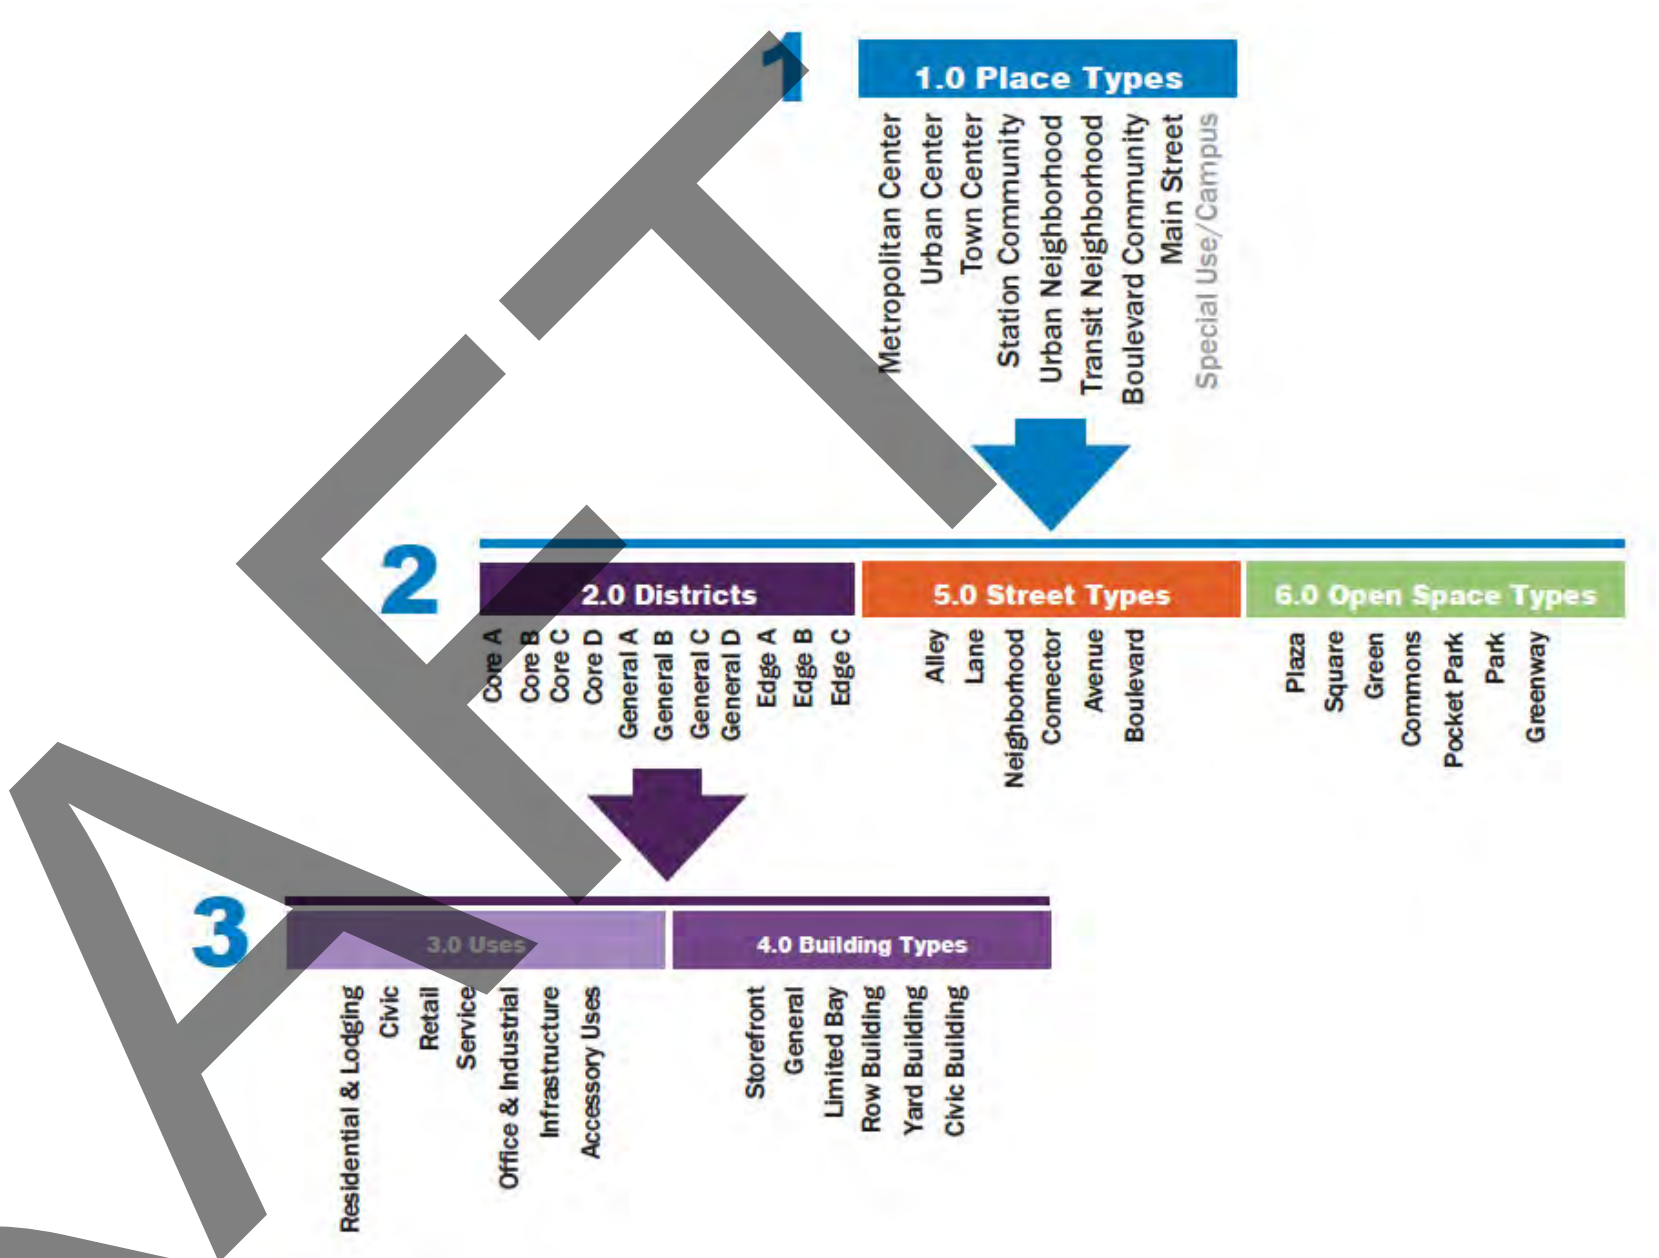 1
1.0 Place Types
Metropolitan Center
Urban Center
Town Center
Station Community
Urban Neighborhood
Transit Neighborhood
Boulevard Community
Main Street
Special Use/Campus
2
2.0 Districts
Core A
Core B
Core C
Core D
General A
General B
General C
General D
Edge A
Edge B
Edge C
5.0 Street Types
Alley
Lane
Neighborhood
Connector
Avenue
Boulevard
6.0 Open Space Types
Plaza
Square
Green
Commons
Pocket Park
Park
Greenway
3
3.0 Uses
Residential & Lodging
Civic
Retail
Service
Office & Industrial
Infrastructure
Accessory Uses
4.0 Building Types
Storefront
General
Limited Bay
Row Building
Yard Building
Civic Building
AFT